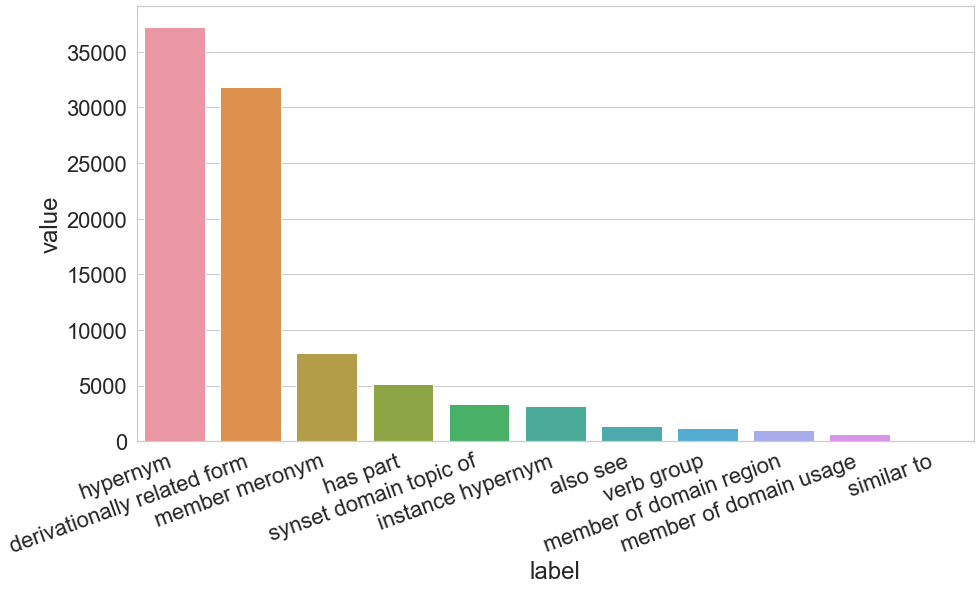 35000
30000
25000
20000
15000
10000
5000
0
value
hypernym
derivationally related form
member meronym
has part
synset domain topic of
instance hypernym
also see
verb group
member of domain region
member of domain usage
similar to
label